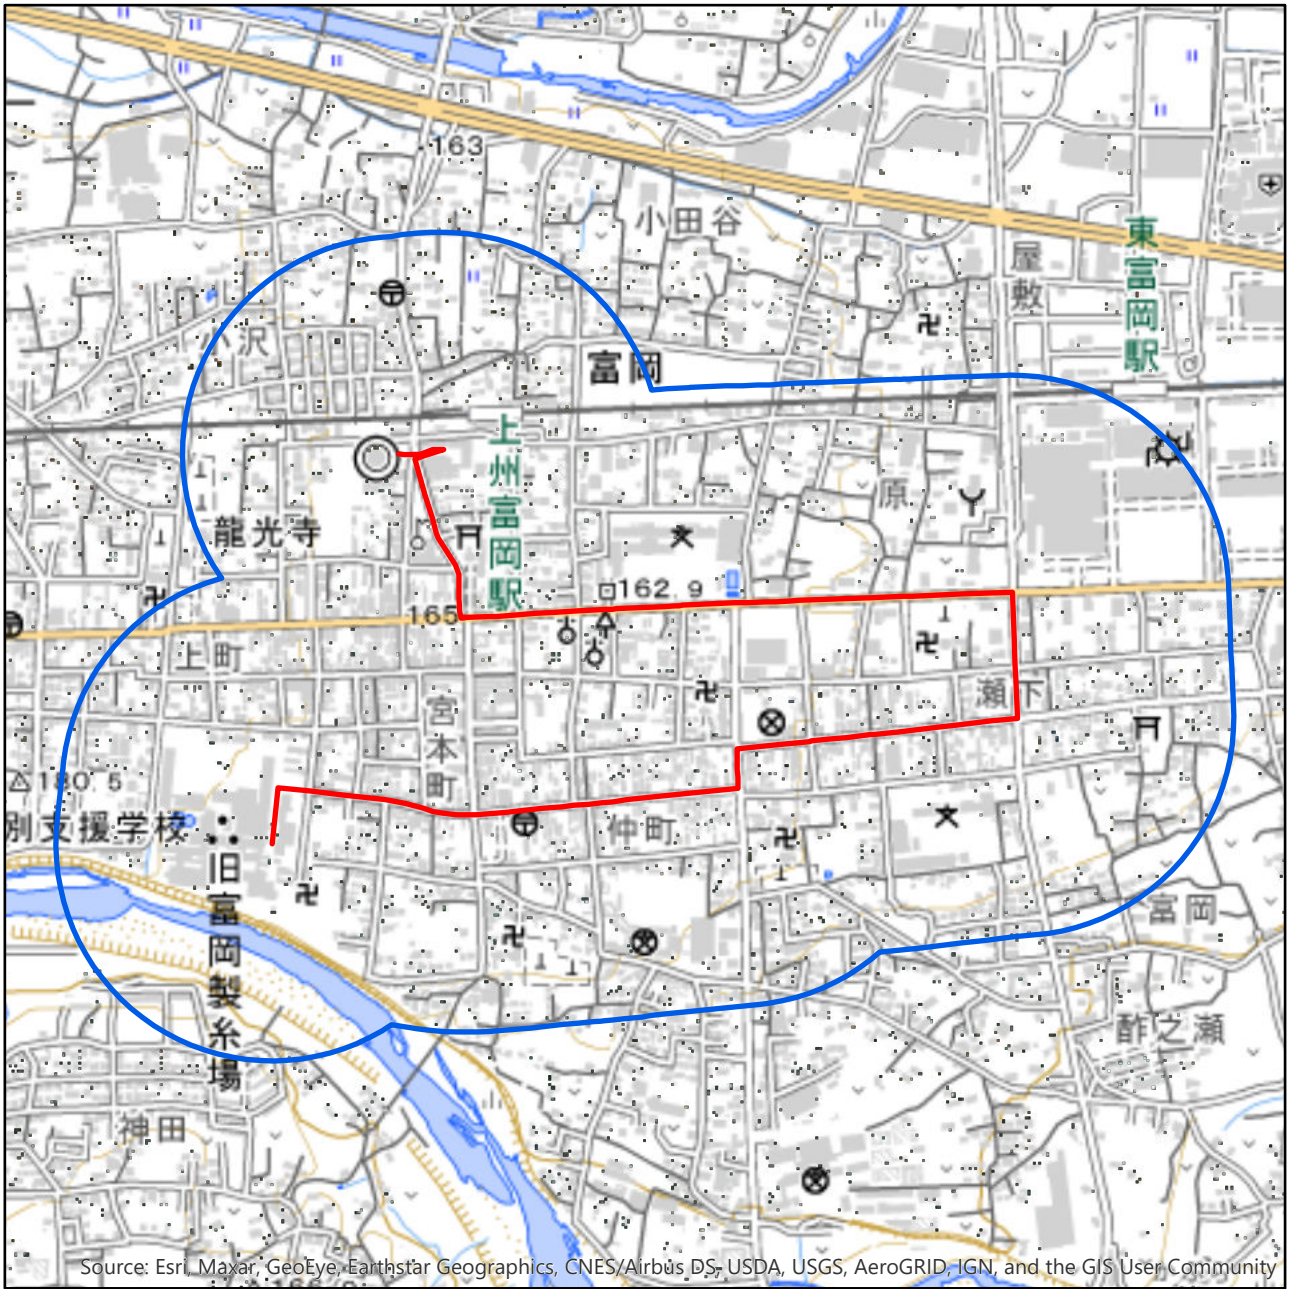 163
小田谷
屋敷
東富岡駅
小沢
富岡
上州富岡駅
原
龍光寺
162.9
165
上町
瀬下
宮本町
180.5
別支援学校
仲町
旧富岡製糸場
富岡
酢之瀬
神田
Source: Esri, Maxar, GeoEye, Earthstar Geographics, CNES/Airbus DS, USDA, USGS, AeroGRID, IGN, and the GIS User Community